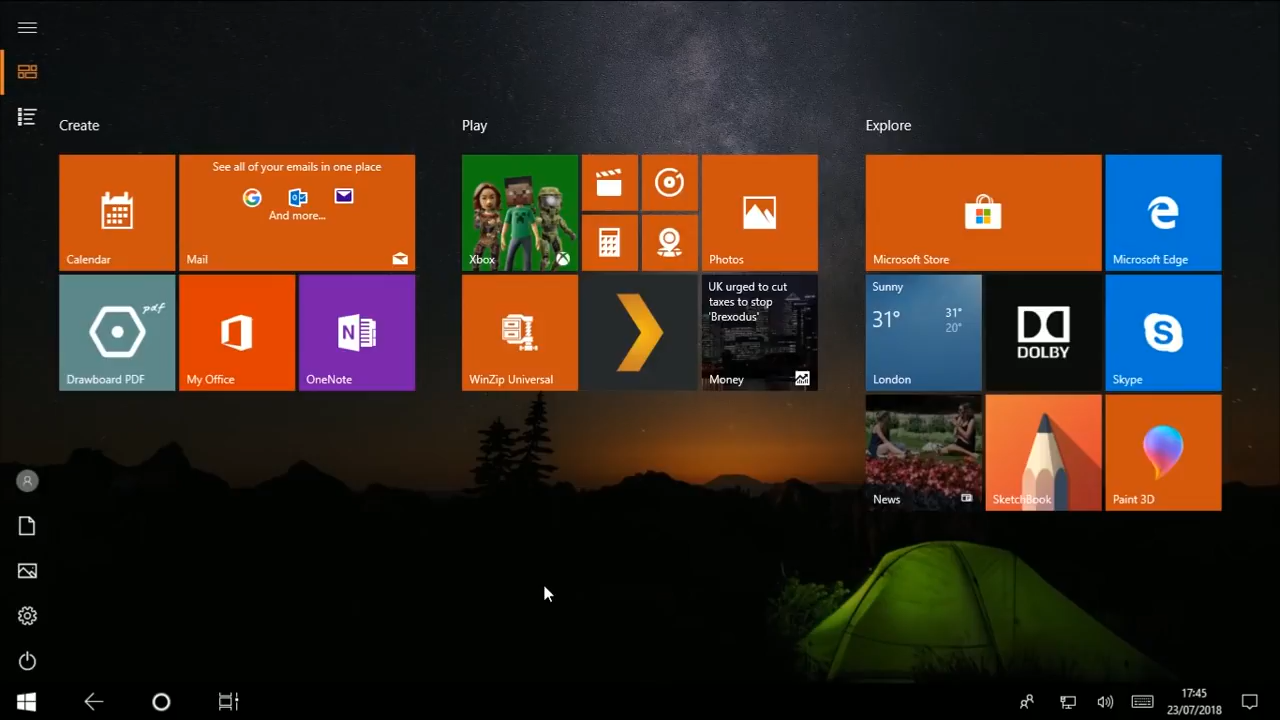 Create
Play
Explore
See all of your emails in one place
And more...
Calendar
Mail
Xbox
Photos
Microsoft Store
Microsoft Edge
pdf
Drawboard PDF
My Office
N
OneNote
WinZip Universal
UK urged to cut
taxes to stop
'Brexodus'
Money
Sunny
31°
31°
20°
London
DOLBY
Skype
News
SketchBook
Paint 3D
17:45
23/07/2018